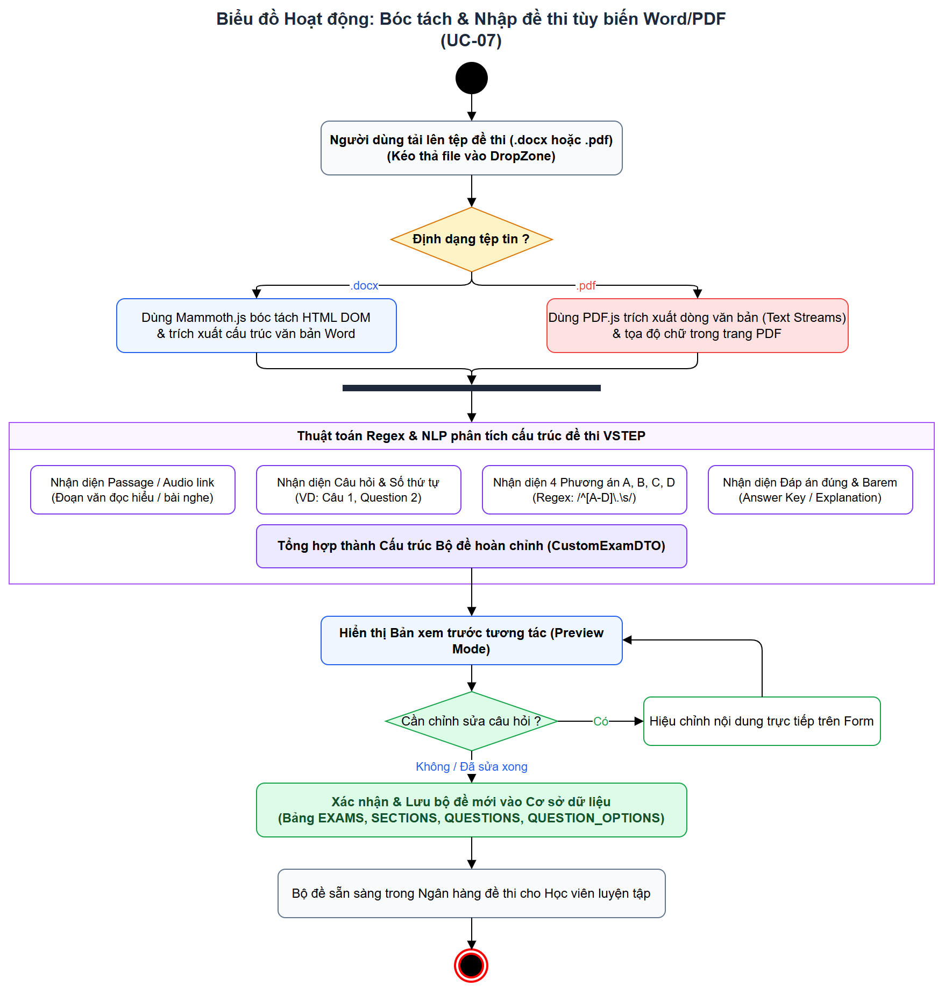 Biểu đồ Hoạt động: Bóc tách & Nhập đề thi tùy biến Word/PDF
(UC-07)
Người dùng tải lên tệp đề thi (.docx hoặc .pdf)
(Kéo thả file vào DropZone)
Định dạng tệp tin ?
.docx
.pdf
Dùng Mammoth.js bóc tách HTML DOM
& trích xuất cấu trúc văn bản Word
Dùng PDF.js trích xuất dòng văn bản (Text Streams)
& tọa độ chữ trong trang PDF
Thuật toán Regex & NLP phân tích cấu trúc đề thi VSTEP
Nhận diện Passage / Audio link
(Đoạn văn đọc hiểu / bài nghe)
Nhận diện Câu hỏi & Số thứ tự
(VD: Câu 1, Question 2)
Nhận diện 4 Phương án A, B, C, D
(Regex: /^[A-D]\.\s/)
Nhận diện Đáp án đúng & Barem
(Answer Key / Explanation)
Tổng hợp thành Cấu trúc Bộ đề hoàn chỉnh (CustomExamDTO)
Hiển thị Bản xem trước tương tác (Preview
Mode)
Cần chỉnh sửa câu hỏi ?
Có
Hiệu chỉnh nội dung trực tiếp trên Form
Không / Đã sửa xong
Xác nhận & Lưu bộ đề mới vào Cơ sở dữ liệu
(Bảng EXAMS, SECTIONS, QUESTIONS, QUESTION_OPTIONS)
Bộ đề sẵn sàng trong Ngân hàng đề thi cho Học viên luyện tập